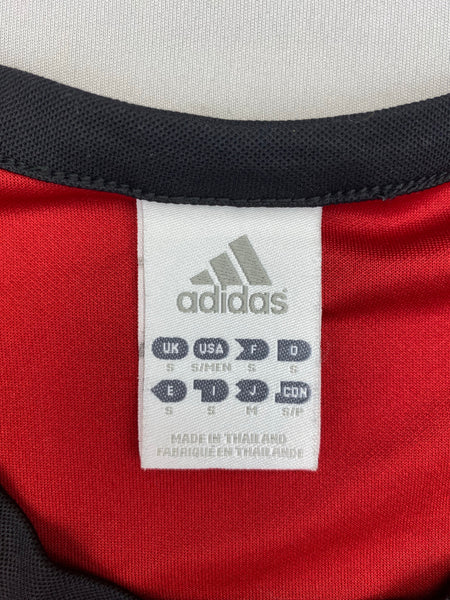 adidas
UK USA F D
S S/MEN S S
E I J CDN
S S M S/P
MADE IN THAILAND
FABRIQUÉ EN THAÏLANDE